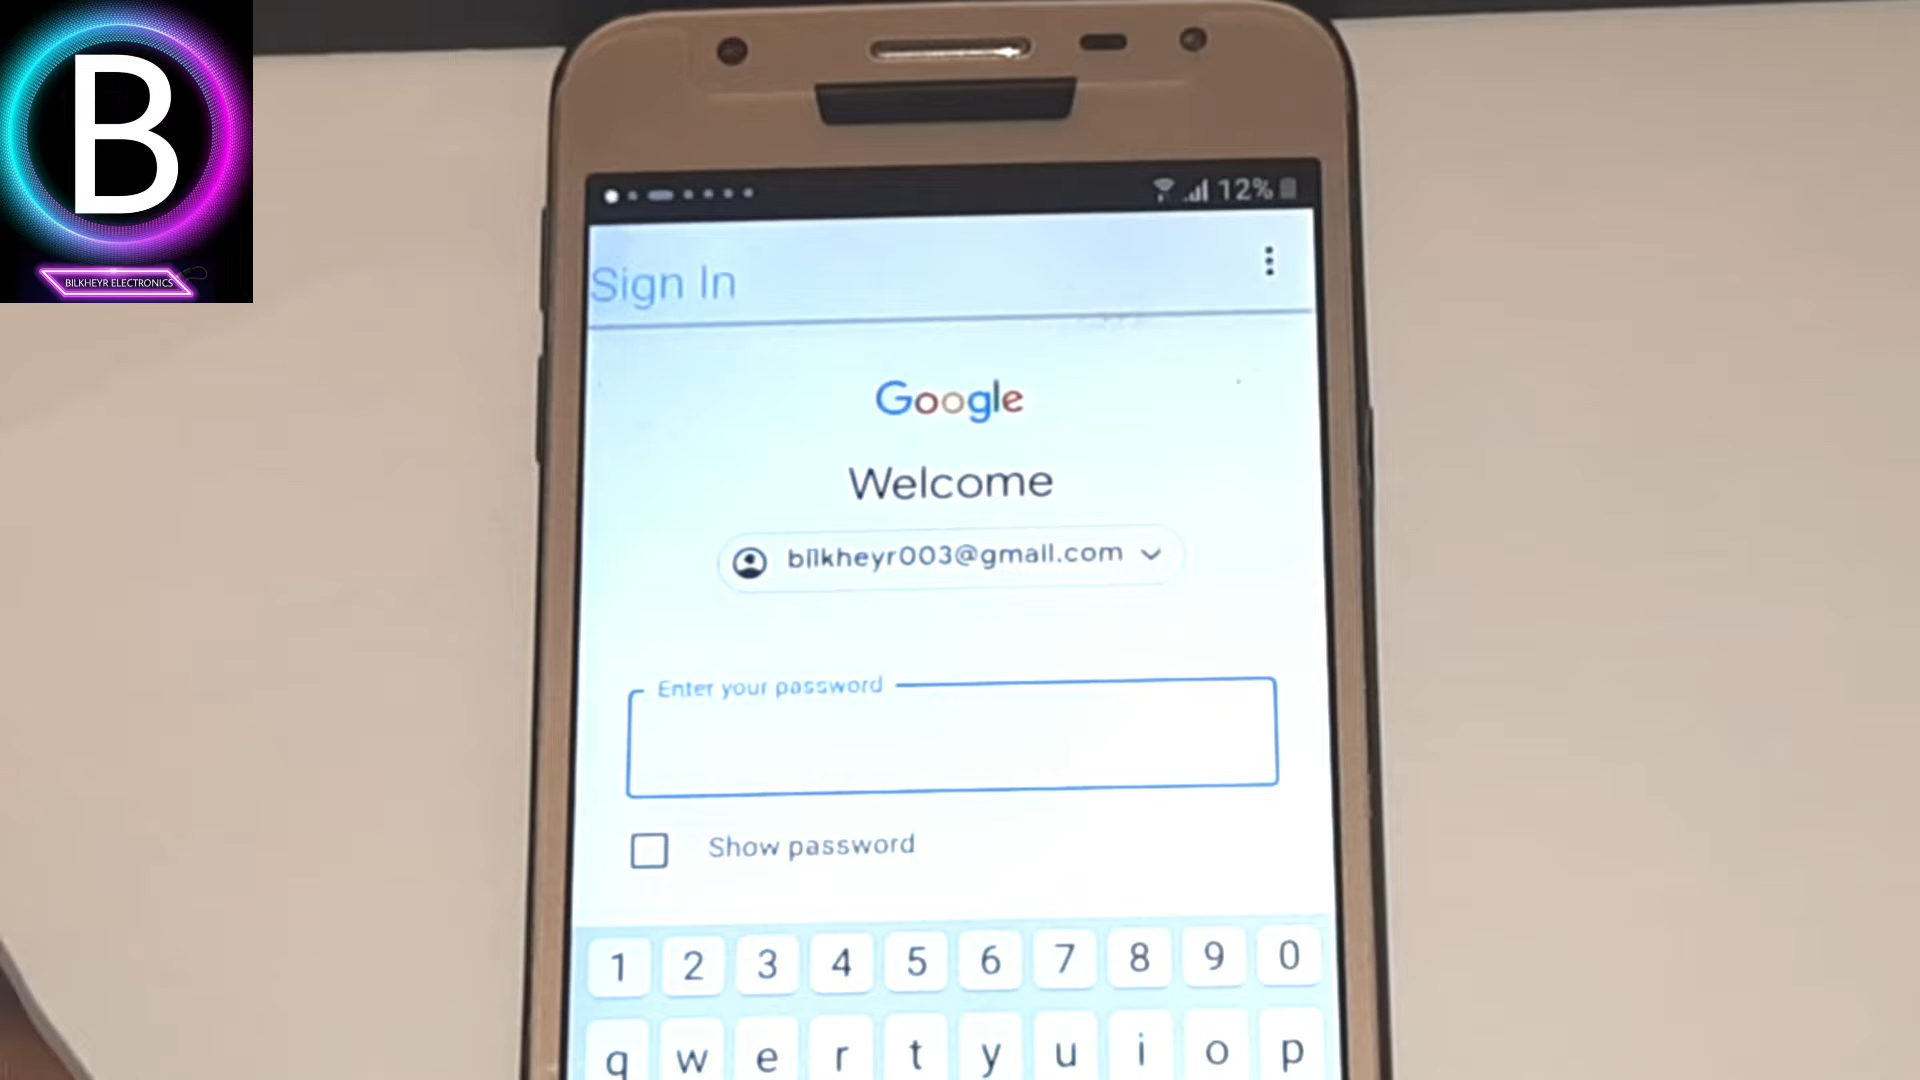 B
BILKHEYR ELECTRONICS
12%
Sign In
Google
Welcome
bilkheyr003@gmail.com
Enter your password
Show password
1 2 3 4 5 6 7 8 9 0
q w e r t y u i o p